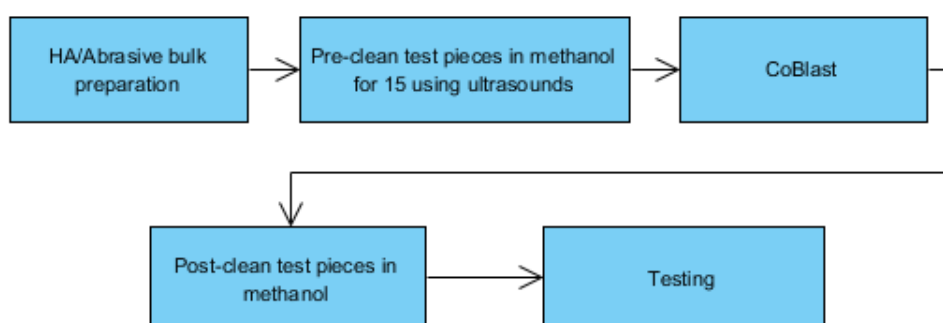 HA/Abrasive bulk
preparation
Pre-clean test pieces in methanol
for 15 using ultrasounds
CoBlast
Post-clean test pieces in
methanol
Testing